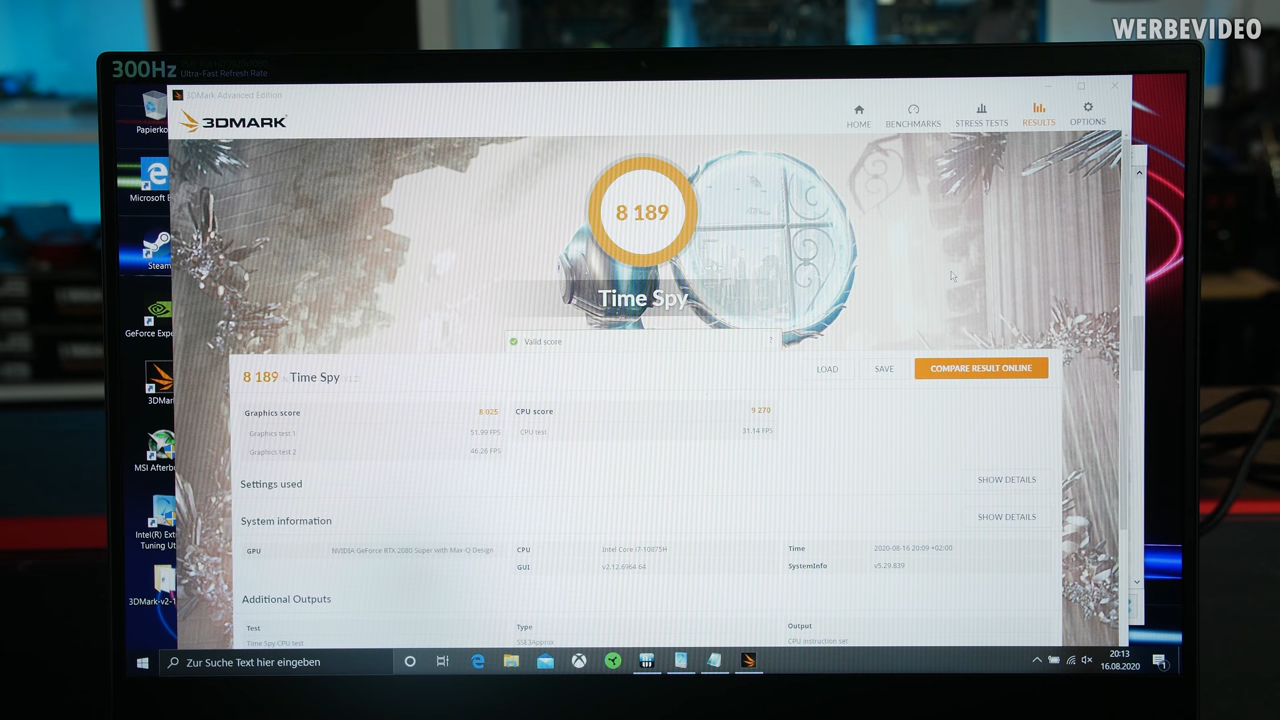 WERBEVIDEO
300Hz
Ultra-Fast Refresh Rate
3DMark Advanced Edition
3DMARK
HOME BENCHMARKS STRESS TESTS RESULTS OPTIONS
Papierko
Microsoft E
Steam
GeForce Expe
3DMar
MSI Afterbu
Intel(R) Ext
Tuning Ut
3DMark-v2-1
8 189
Time Spy
Valid score ?
8 189 Time Spy
LOAD SAVE COMPARE RESULT ONLINE
Graphics score 8 025 CPU score 9 270
Graphics test 1 51.99 FPS CPU test 31.14 FPS
Graphics test 2 46.26 FPS
Settings used SHOW DETAILS
System information SHOW DETAILS
GPU NVIDIA GeForce RTX 2080 Super with Max-Q Design CPU Intel Core i7-10875H Time 2020-08-16 20:09 +02:00
GUI v2.12.6964 64 SystemInfo v5.29.839
Additional Outputs
Test Type Output
Time Spy CPU test SSE3Approx CPU instruction set
Zur Suche Text hier eingeben
20:13
16.08.2020
1